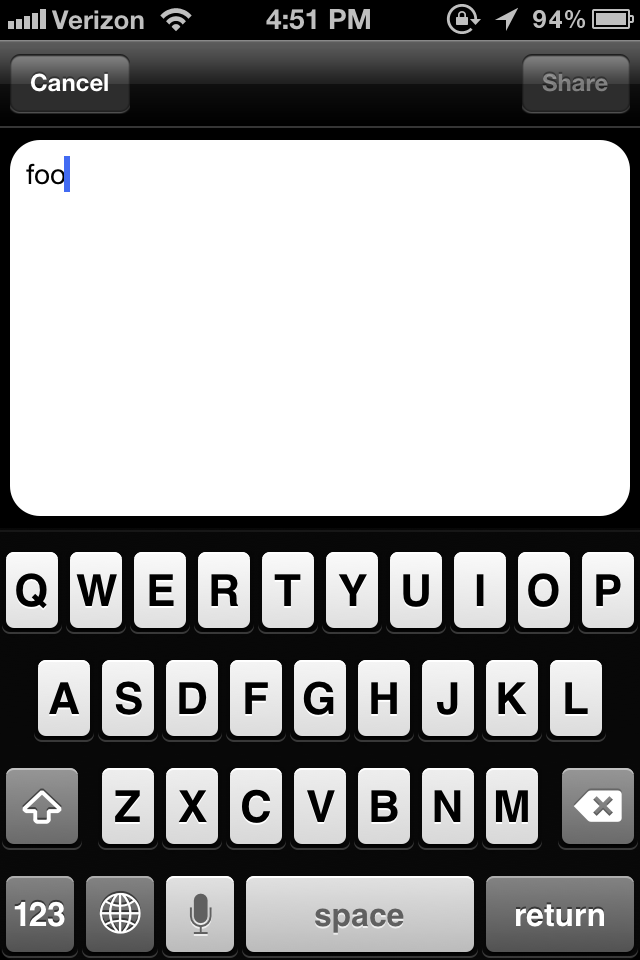 Verizon 4:51 PM 94%
Cancel Share
foo
Q W E R T Y U I O P
A S D F G H J K L
Z X C V B N M
123 space return